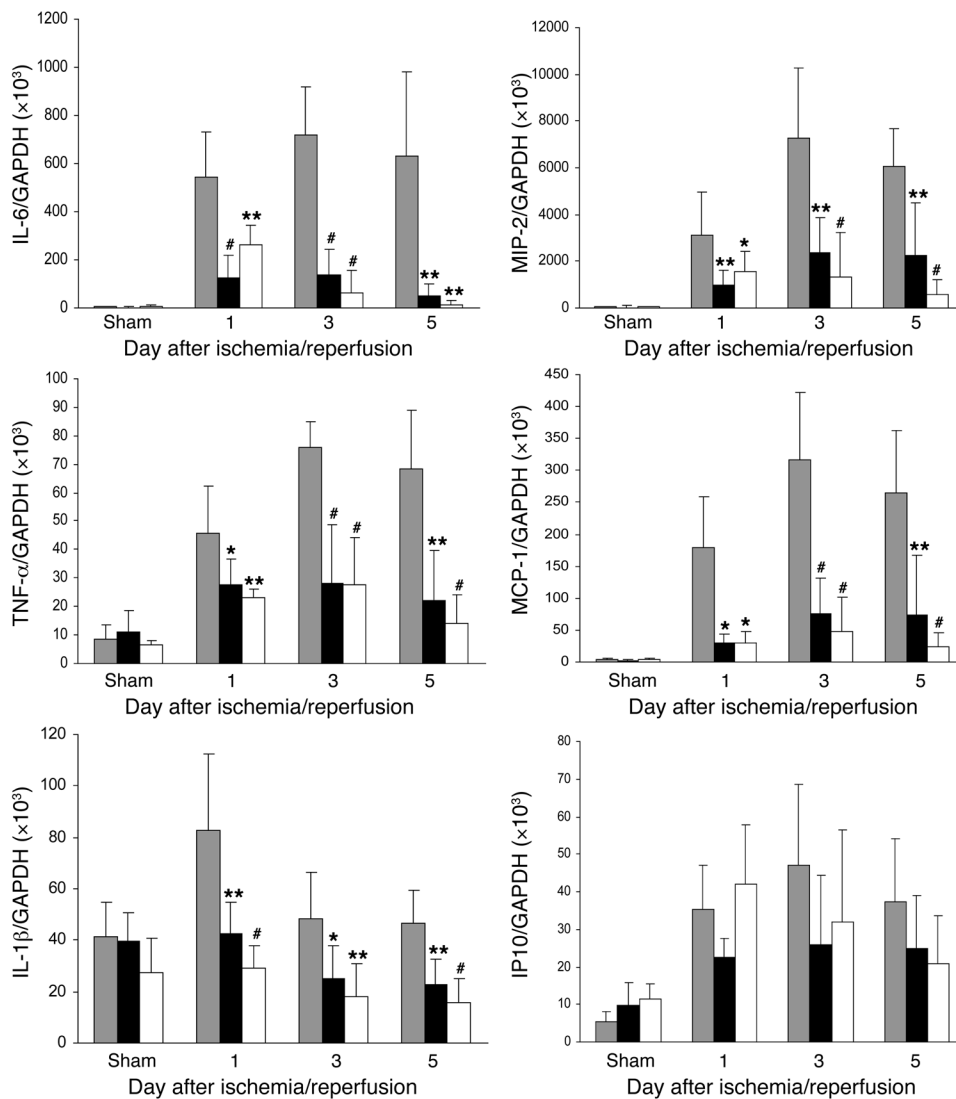 IL-6/GAPDH (×10³)
1200
1000
800
600
400
200
0
# ** # # ** **
Sham 1 3 5
Day after ischemia/reperfusion
MIP-2/GAPDH (×10³)
12000
10000
8000
6000
4000
2000
0
** * ** # ** #
Sham 1 3 5
Day after ischemia/reperfusion
TNF-α/GAPDH (×10³)
100
90
80
70
60
50
40
30
20
10
0
* ** # # ** #
Sham 1 3 5
Day after ischemia/reperfusion
MCP-1/GAPDH (×10³)
450
400
350
300
250
200
150
100
50
0
* * # # ** #
Sham 1 3 5
Day after ischemia/reperfusion
IL-1β/GAPDH (×10³)
120
100
80
60
40
20
0
** # * ** ** #
Sham 1 3 5
Day after ischemia/reperfusion
IP10/GAPDH (×10³)
80
70
60
50
40
30
20
10
0
Sham 1 3 5
Day after ischemia/reperfusion